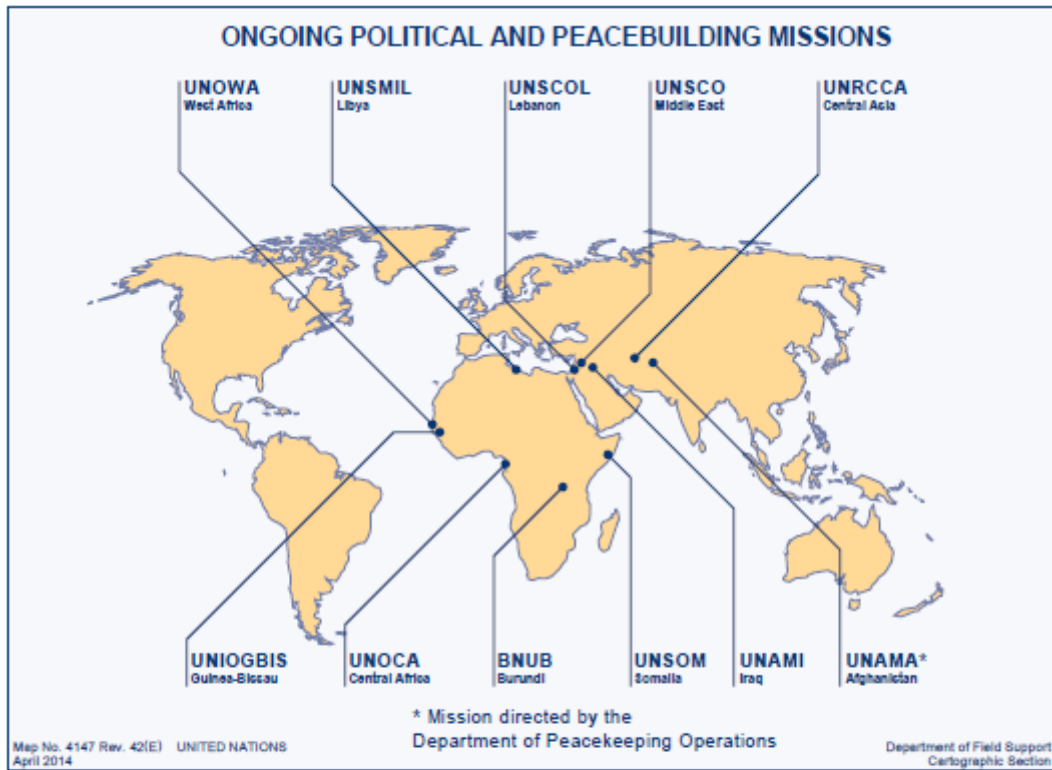 ONGOING POLITICAL AND PEACEBUILDING MISSIONS
UNOWA
West Africa
UNSMIL
Libya
UNSCOL
Lebanon
UNSCO
Middle East
UNRCCA
Central Asia
UNIOGBIS
Guinea-Bissau
UNOCA
Central Africa
BNUB
Burundi
UNSOM
Somalia
UNAMI
Iraq
UNAMA*
Afghanistan
* Mission directed by the
Department of Peacekeeping Operations
Map No. 4147 Rev. 42(E) UNITED NATIONS
April 2014
Department of Field Support
Cartographic Section